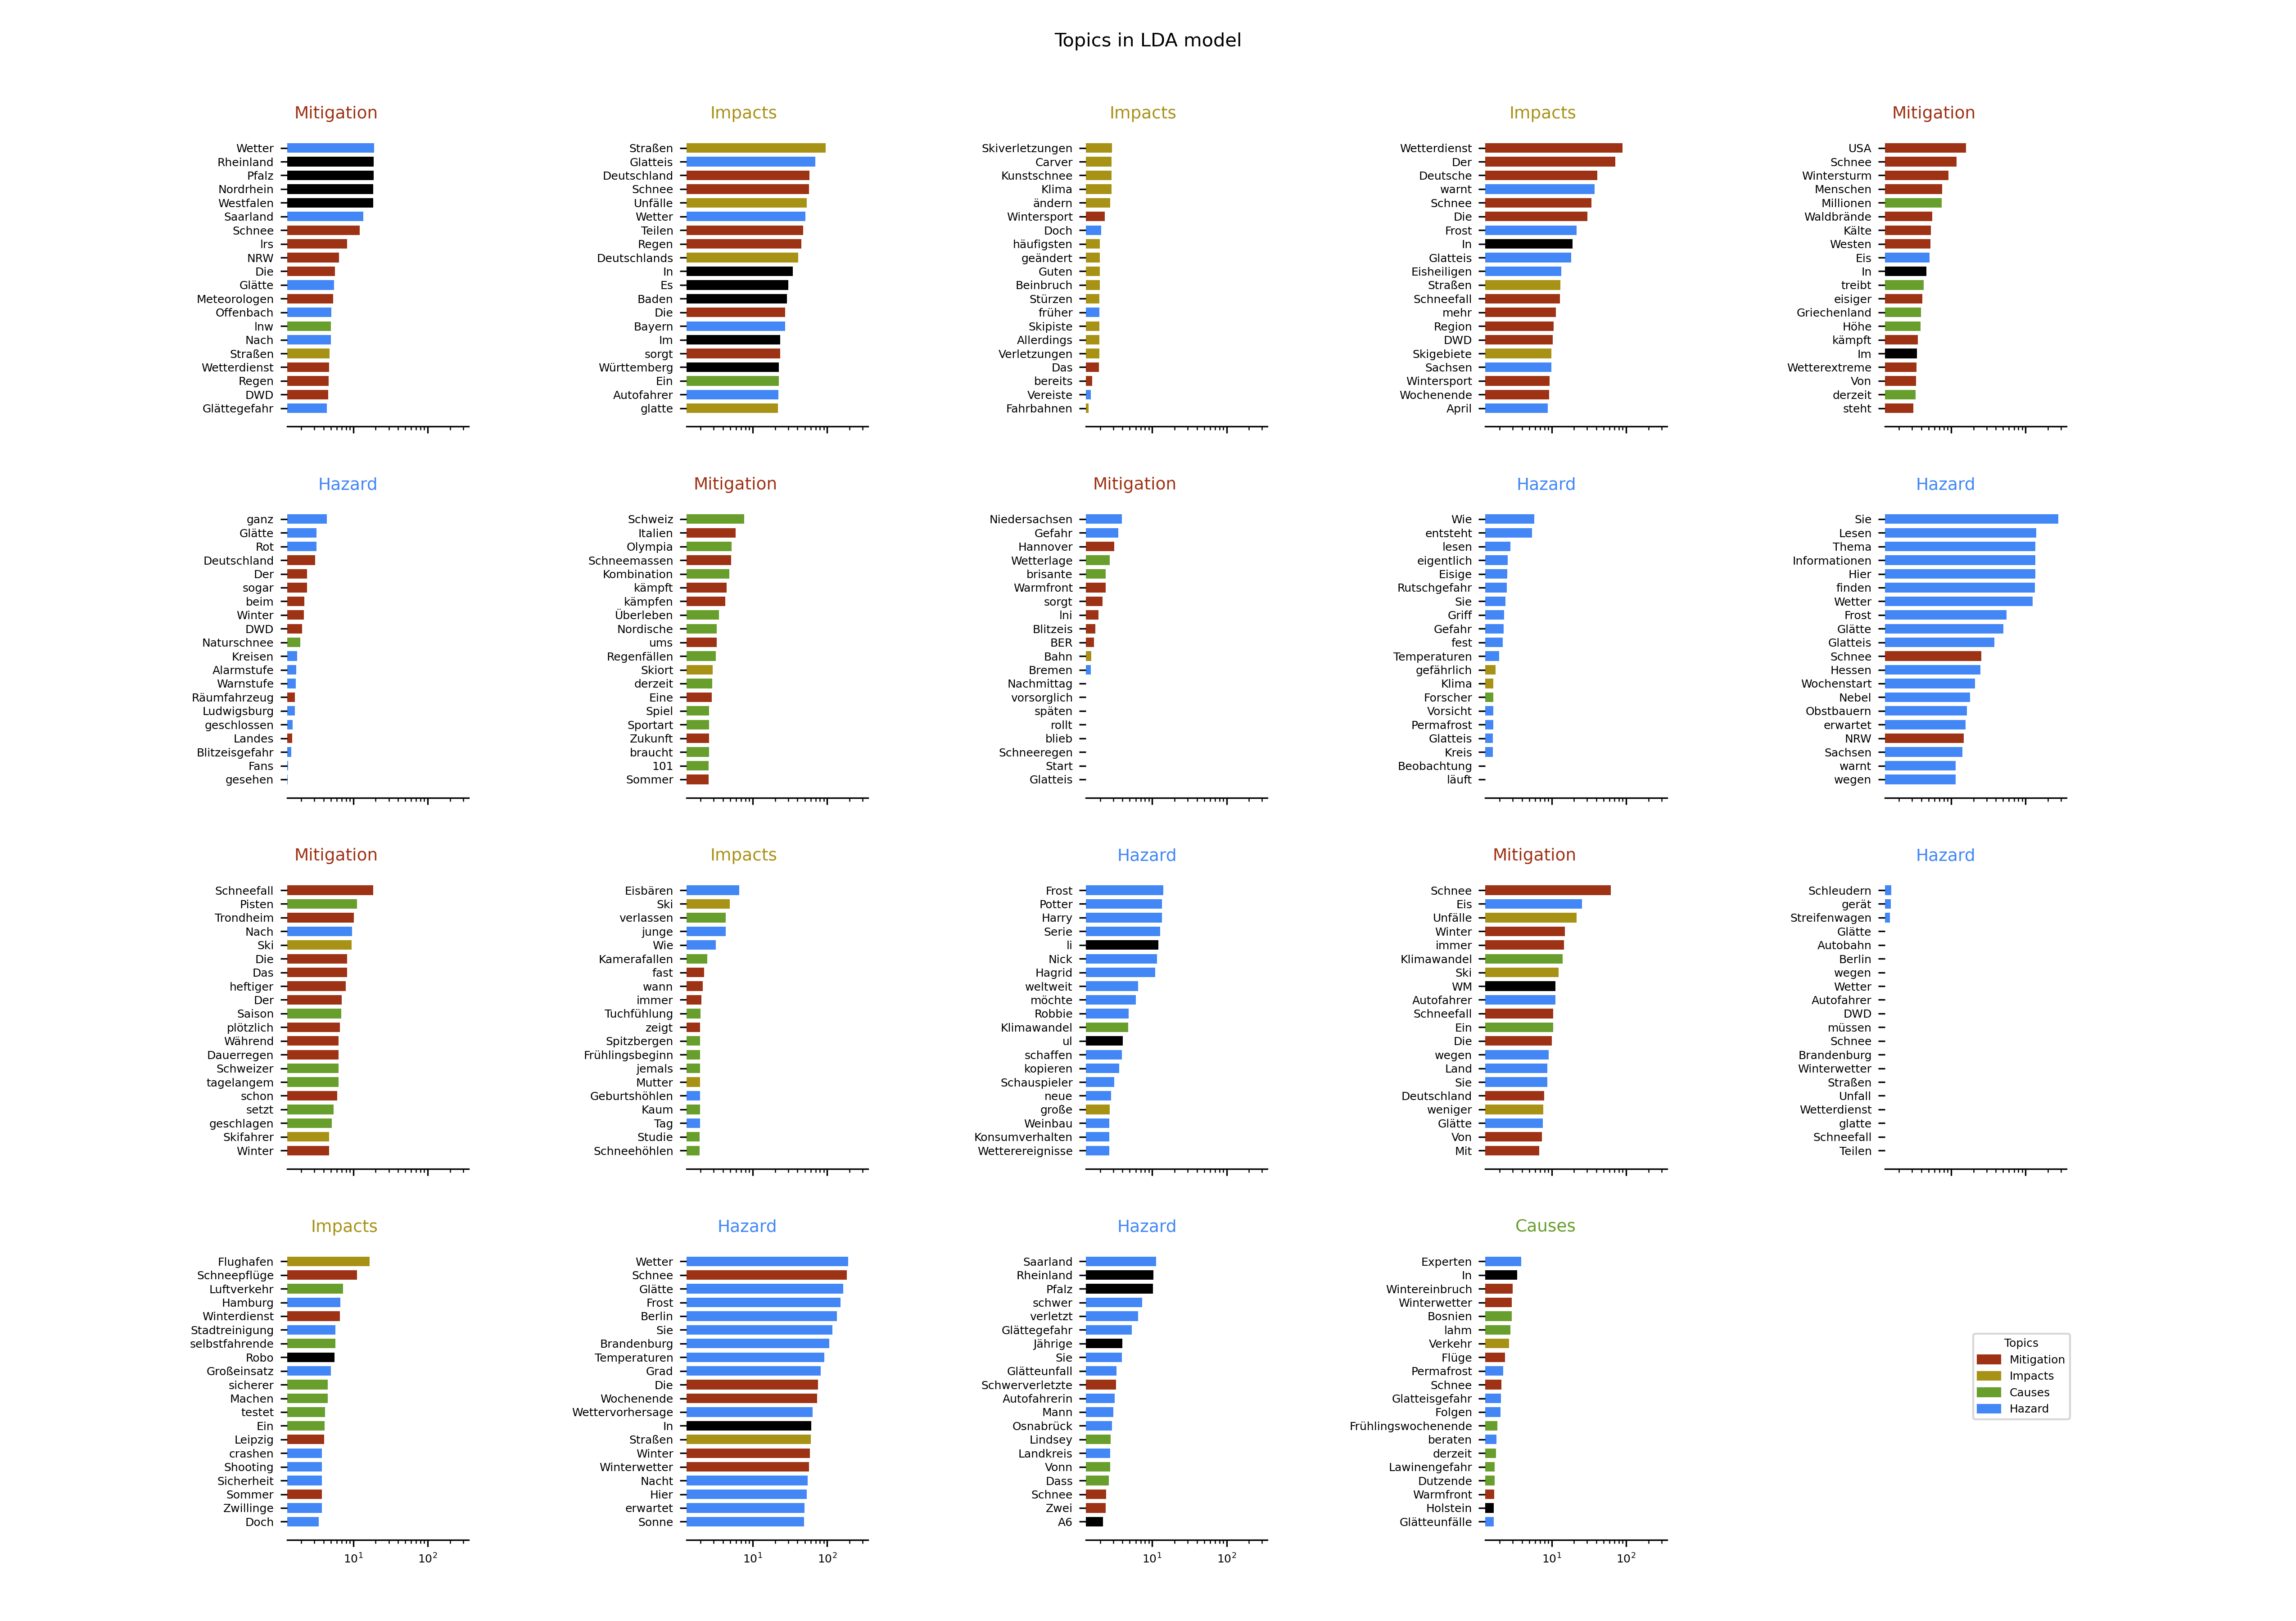 Topics in LDA model
Mitigation
Wetter
Rheinland
Pfalz
Nordrhein
Westfalen
Saarland
Schnee
lrs
NRW
Die
Glätte
Meteorologen
Offenbach
lnw
Nach
Straßen
Wetterdienst
Regen
DWD
Glättegefahr
Impacts
Straßen
Glatteis
Deutschland
Schnee
Unfälle
Wetter
Teilen
Regen
Deutschlands
In
Es
Baden
Die
Bayern
Im
sorgt
Württemberg
Ein
Autofahrer
glatte
Impacts
Skiverletzungen
Carver
Kunstschnee
Klima
ändern
Wintersport
Doch
häufigsten
geändert
Guten
Beinbruch
Stürzen
früher
Skipiste
Allerdings
Verletzungen
Das
bereits
Vereiste
Fahrbahnen
Impacts
Wetterdienst
Der
Deutsche
warnt
Schnee
Die
Frost
In
Glatteis
Eisheiligen
Straßen
Schneefall
mehr
Region
DWD
Skigebiete
Sachsen
Wintersport
Wochenende
April
Mitigation
USA
Schnee
Wintersturm
Menschen
Millionen
Waldbrände
Kälte
Westen
Eis
In
treibt
eisiger
Griechenland
Höhe
kämpft
Im
Wetterextreme
Von
derzeit
steht
Hazard
ganz
Glätte
Rot
Deutschland
Der
sogar
beim
Winter
DWD
Naturschnee
Kreisen
Alarmstufe
Warnstufe
Räumfahrzeug
Ludwigsburg
geschlossen
Landes
Blitzeisgefahr
Fans
gesehen
Mitigation
Schweiz
Italien
Olympia
Schneemassen
Kombination
kämpft
kämpfen
Überleben
Nordische
ums
Regenfällen
Skiort
derzeit
Eine
Spiel
Sportart
Zukunft
braucht
101
Sommer
Mitigation
Niedersachsen
Gefahr
Hannover
Wetterlage
brisante
Warmfront
sorgt
lni
Blitzeis
BER
Bahn
Bremen
Nachmittag
vorsorglich
späten
rollt
blieb
Schneeregen
Start
Glatteis
Hazard
Wie
entsteht
lesen
eigentlich
Eisige
Rutschgefahr
Sie
Griff
Gefahr
fest
Temperaturen
gefährlich
Klima
Forscher
Vorsicht
Permafrost
Glatteis
Kreis
Beobachtung
läuft
Hazard
Sie
Lesen
Thema
Informationen
Hier
finden
Wetter
Frost
Glätte
Glatteis
Schnee
Hessen
Wochenstart
Nebel
Obstbauern
erwartet
NRW
Sachsen
warnt
wegen
Mitigation
Schneefall
Pisten
Trondheim
Nach
Ski
Die
Das
heftiger
Der
Saison
plötzlich
Während
Dauerregen
Schweizer
tagelangem
schon
setzt
geschlagen
Skifahrer
Winter
Impacts
Eisbären
Ski
verlassen
junge
Wie
Kamerafallen
fast
wann
immer
Tuchfühlung
zeigt
Spitzbergen
Frühlingsbeginn
jemals
Mutter
Geburtshöhlen
Kaum
Tag
Studie
Schneehöhlen
Hazard
Frost
Potter
Harry
Serie
li
Nick
Hagrid
weltweit
möchte
Robbie
Klimawandel
ul
schaffen
kopieren
Schauspieler
neue
große
Weinbau
Konsumverhalten
Wetterereignisse
Mitigation
Schnee
Eis
Unfälle
Winter
immer
Klimawandel
Ski
WM
Autofahrer
Schneefall
Ein
Die
wegen
Land
Sie
Deutschland
weniger
Glätte
Von
Mit
Hazard
Schleudern
gerät
Streifenwagen
Glätte
Autobahn
Berlin
wegen
Wetter
Autofahrer
DWD
müssen
Schnee
Brandenburg
Winterwetter
Straßen
Unfall
Wetterdienst
glatte
Schneefall
Teilen
Impacts
Flughafen
Schneepflüge
Luftverkehr
Hamburg
Winterdienst
Stadtreinigung
selbstfahrende
Robo
Großeinsatz
sicherer
Machen
testet
Ein
Leipzig
crashen
Shooting
Sicherheit
Sommer
Zwillinge
Doch
10¹ 10²
Hazard
Wetter
Schnee
Glätte
Frost
Berlin
Sie
Brandenburg
Temperaturen
Grad
Die
Wochenende
Wettervorhersage
In
Straßen
Winter
Winterwetter
Nacht
Hier
erwartet
Sonne
10¹ 10²
Hazard
Saarland
Rheinland
Pfalz
schwer
verletzt
Glättegefahr
Jährige
Sie
Glätteunfall
Schwerverletzte
Autofahrerin
Mann
Osnabrück
Lindsey
Landkreis
Vonn
Dass
Schnee
Zwei
A6
10¹ 10²
Causes
Experten
In
Wintereinbruch
Winterwetter
Bosnien
lahm
Verkehr
Flüge
Permafrost
Schnee
Glatteisgefahr
Folgen
Frühlingswochenende
beraten
derzeit
Lawinengefahr
Dutzende
Warmfront
Holstein
Glätteunfälle
10¹ 10²
Topics
Mitigation
Impacts
Causes
Hazard